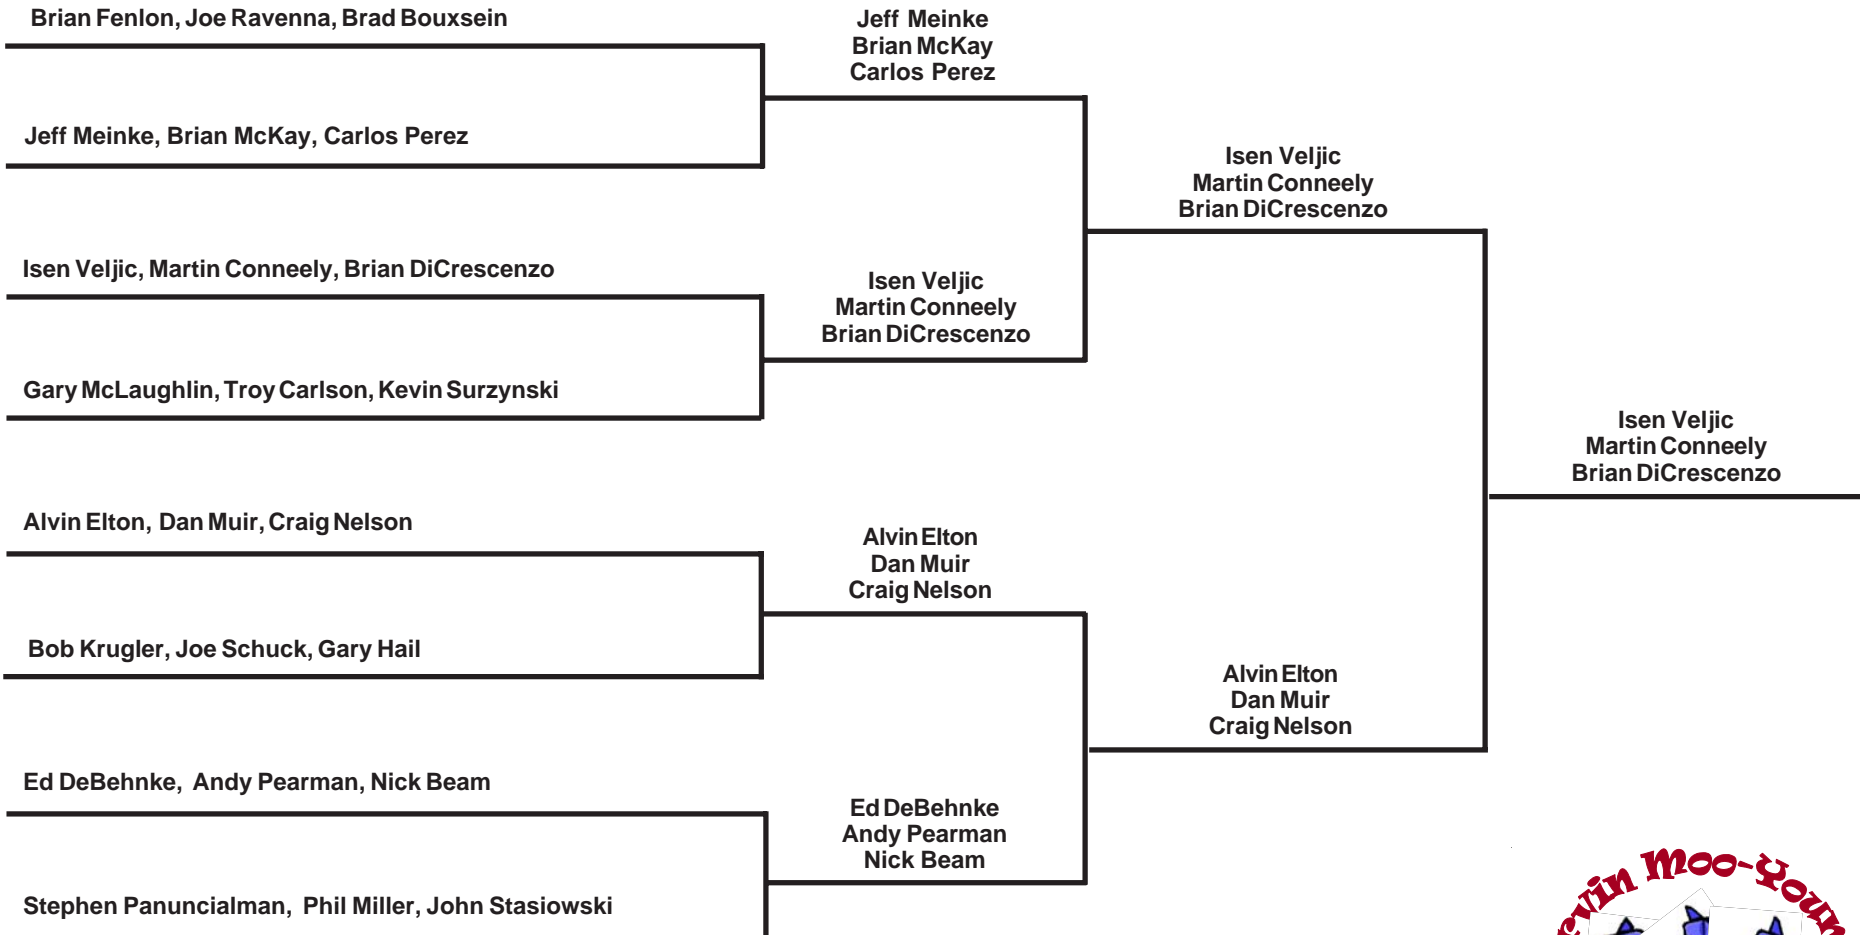 Brian Fenlon, Joe Ravenna, Brad Bouxsein
Jeff Meinke, Brian McKay, Carlos Perez
Isen Veljic, Martin Conneely, Brian DiCrescenzo
Gary McLaughlin, Troy Carlson, Kevin Surzynski
Alvin Elton, Dan Muir, Craig Nelson
Bob Krugler, Joe Schuck, Gary Hail
Ed DeBehnke, Andy Pearman, Nick Beam
Stephen Panuncialman, Phil Miller, John Stasiowski
Jeff Meinke
Brian McKay
Carlos Perez
Isen Veljic
Martin Conneely
Brian DiCrescenzo
Alvin Elton
Dan Muir
Craig Nelson
Ed DeBehnke
Andy Pearman
Nick Beam
Isen Veljic
Martin Conneely
Brian DiCrescenzo
Alvin Elton
Dan Muir
Craig Nelson
Isen Veljic
Martin Conneely
Brian DiCrescenzo
Moo-Youn